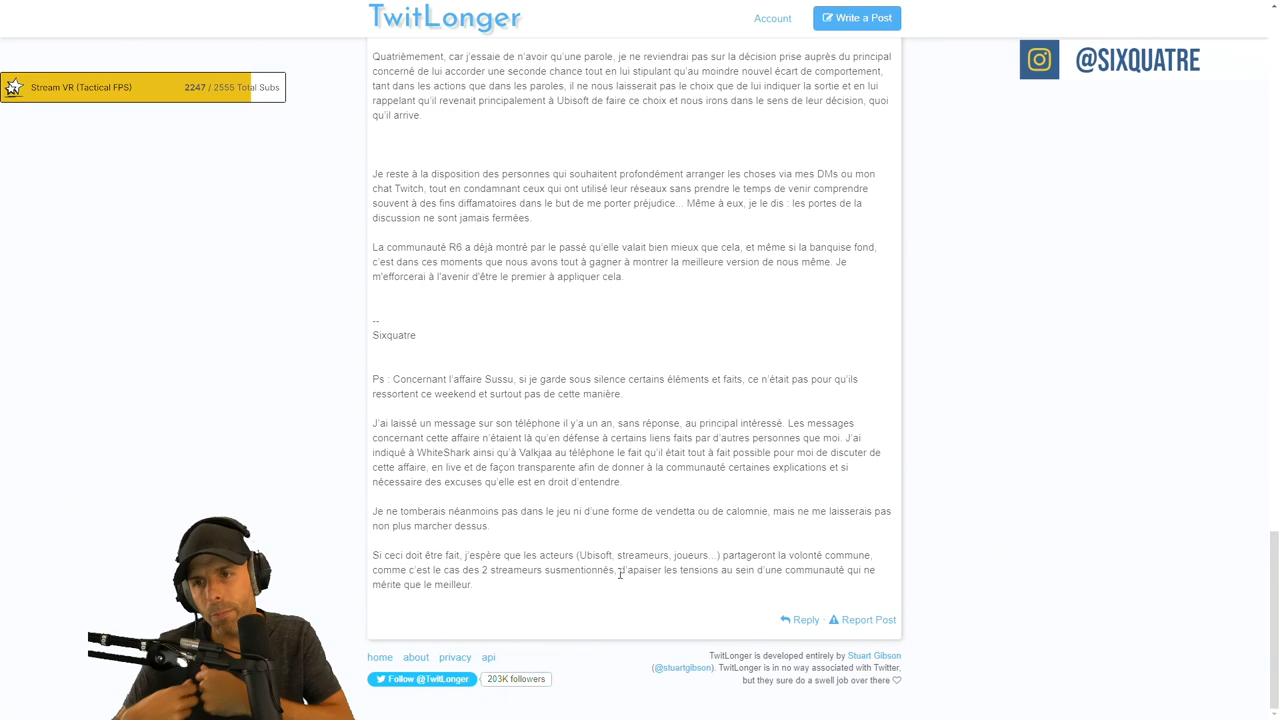 TwitLonger
Account
Write a Post
@SIXQUATRE
Stream VR (Tactical FPS)
2247 / 2555 Total Subs
Quatrièmement, car j'essaie de n'avoir qu'une parole, je ne reviendrai pas sur la décision prise auprès du principal
concerné de lui accorder une seconde chance tout en lui stipulant qu'au moindre nouvel écart de comportement,
tant dans les actions que dans les paroles, il ne nous laisserait pas le choix que de lui indiquer la sortie et en lui
rappelant qu'il revenait principalement à Ubisoft de faire ce choix et nous irons dans le sens de leur décision, quoi
qu'il arrive.
Je reste à la disposition des personnes qui souhaitent profondément arranger les choses via mes DMs ou mon
chat Twitch, tout en condamnant ceux qui ont utilisé leur réseaux sans prendre le temps de venir comprendre
souvent à des fins diffamatoires dans le but de me porter préjudice... Même à eux, je le dis : les portes de la
discussion ne sont jamais fermées.
La communauté R6 a déjà montré par le passé qu'elle valait bien mieux que cela, et même si la banquise fond,
c'est dans ces moments que nous avons tout à gagner à montrer la meilleure version de nous même. Je
m'efforcerai à l'avenir d'être le premier à appliquer cela.
--
Sixquatre
Ps : Concernant l'affaire Sussu, si je garde sous silence certains éléments et faits, ce n'était pas pour qu'ils
ressortent ce weekend et surtout pas de cette manière.
J'ai laissé un message sur son téléphone il y'a un an, sans réponse, au principal intéressé. Les messages
concernant cette affaire n'étaient là qu'en défense à certains liens faits par d'autres personnes que moi. J'ai
indiqué à WhiteShark ainsi qu'à Valkjaa au téléphone le fait qu'il était tout à fait possible pour moi de discuter de
cette affaire, en live et de façon transparente afin de donner à la communauté certaines explications et si
nécessaire des excuses qu'elle est en droit d'entendre.
Je ne tomberais néanmoins pas dans le jeu ni d'une forme de vendetta ou de calomnie, mais ne me laisserais pas
non plus marcher dessus.
Si ceci doit être fait, j'espère que les acteurs (Ubisoft, streameurs, joueurs...) partageront la volonté commune,
comme c'est le cas des 2 streameurs susmentionnés, d'apaiser les tensions au sein d'une communauté qui ne
mérite que le meilleur.
Reply · Report Post
home about privacy api
Follow @TwitLonger
203K followers
TwitLonger is developed entirely by Stuart Gibson
(@stuartgibson). TwitLonger is in no way associated with Twitter,
but they sure do a swell job over there